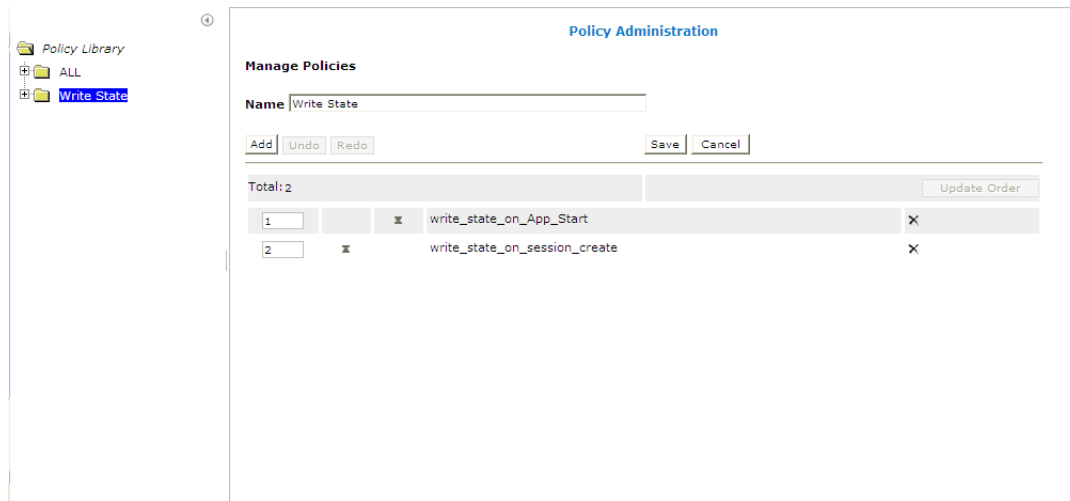 Policy Library
ALL
Write State
Policy Administration
Manage Policies
Name Write State
Add Undo Redo Save Cancel
Total: 2 Update Order
1 write_state_on_App_Start
2 write_state_on_session_create